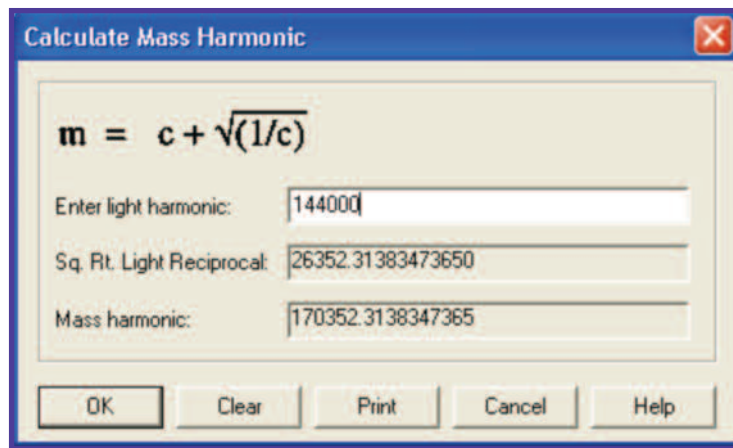 Calculate Mass Harmonic
m = c + √(1/c)
Enter light harmonic: 144000
Sq. Rt. Light Reciprocal: 26352.31383473650
Mass harmonic: 170352.3138347365
OK Clear Print Cancel Help